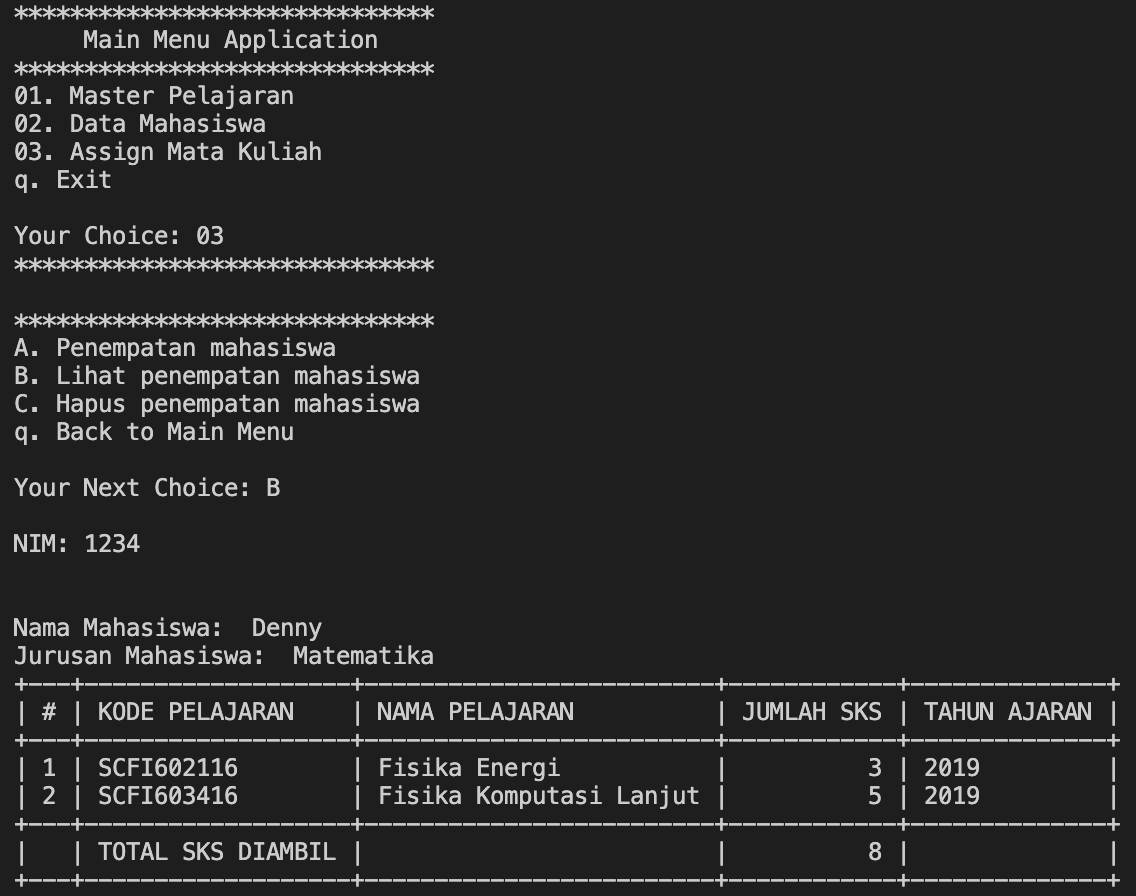 ******************************
     Main Menu Application
******************************
01. Master Pelajaran
02. Data Mahasiswa
03. Assign Mata Kuliah
q. Exit

Your Choice: 03
******************************

******************************
A. Penempatan mahasiswa
B. Lihat penempatan mahasiswa
C. Hapus penempatan mahasiswa
q. Back to Main Menu

Your Next Choice: B

NIM: 1234


Nama Mahasiswa:  Denny
Jurusan Mahasiswa:  Matematika
+---+-------------------+-------------------------+------------+--------------+
| # | KODE PELAJARAN    | NAMA PELAJARAN          | JUMLAH SKS | TAHUN AJARAN |
+---+-------------------+-------------------------+------------+--------------+
| 1 | SCFI602116        | Fisika Energi           |          3 | 2019         |
| 2 | SCFI603416        | Fisika Komputasi Lanjut |          5 | 2019         |
+---+-------------------+-------------------------+------------+--------------+
|   | TOTAL SKS DIAMBIL |                         |          8 |              |
+---+-------------------+-------------------------+------------+--------------+